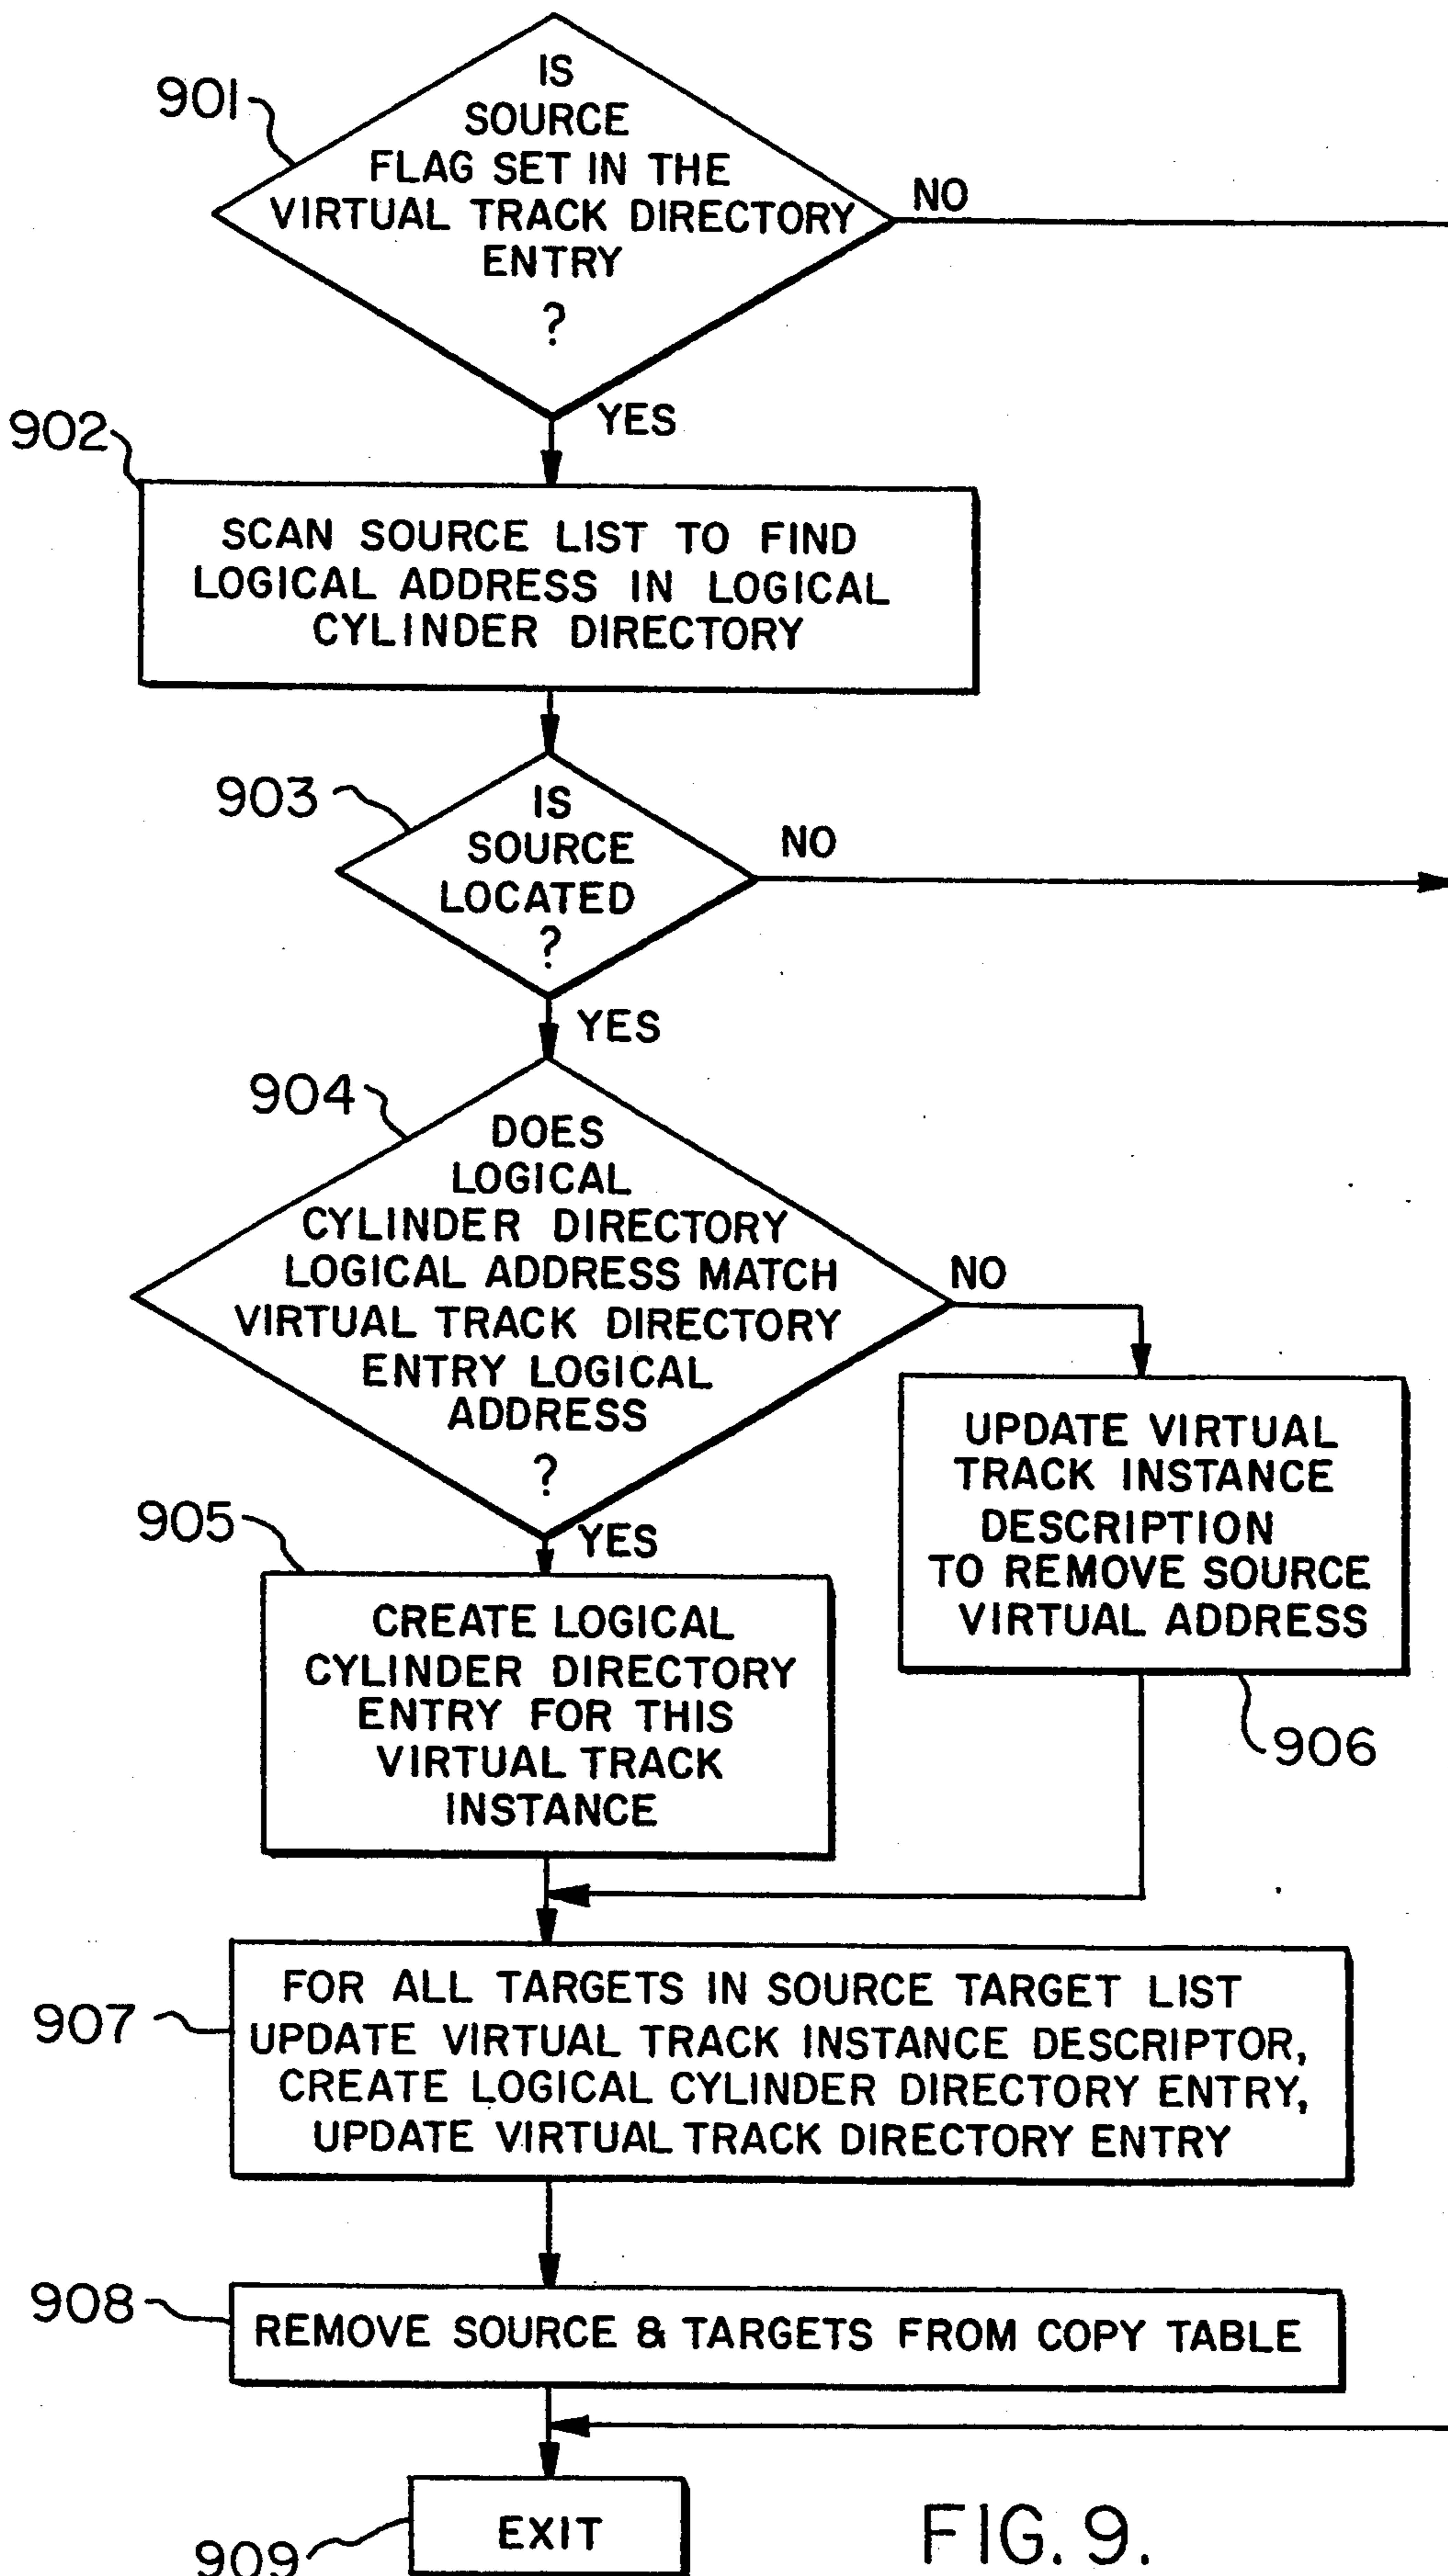 901
IS
SOURCE
FLAG SET IN THE
VIRTUAL TRACK DIRECTORY
ENTRY
?
NO
YES
902
SCAN SOURCE LIST TO FIND
LOGICAL ADDRESS IN LOGICAL
CYLINDER DIRECTORY
903
IS
SOURCE
LOCATED
?
NO
YES
904
DOES
LOGICAL
CYLINDER DIRECTORY
LOGICAL ADDRESS MATCH
VIRTUAL TRACK DIRECTORY
ENTRY LOGICAL
ADDRESS
?
NO
YES
UPDATE VIRTUAL
TRACK INSTANCE
DESCRIPTION
TO REMOVE SOURCE
VIRTUAL ADDRESS
906
905
CREATE LOGICAL
CYLINDER DIRECTORY
ENTRY FOR THIS
VIRTUAL TRACK
INSTANCE
907
FOR ALL TARGETS IN SOURCE TARGET LIST
UPDATE VIRTUAL TRACK INSTANCE DESCRIPTOR,
CREATE LOGICAL CYLINDER DIRECTORY ENTRY,
UPDATE VIRTUAL TRACK DIRECTORY ENTRY
908
REMOVE SOURCE & TARGETS FROM COPY TABLE
909
EXIT
FIG. 9.